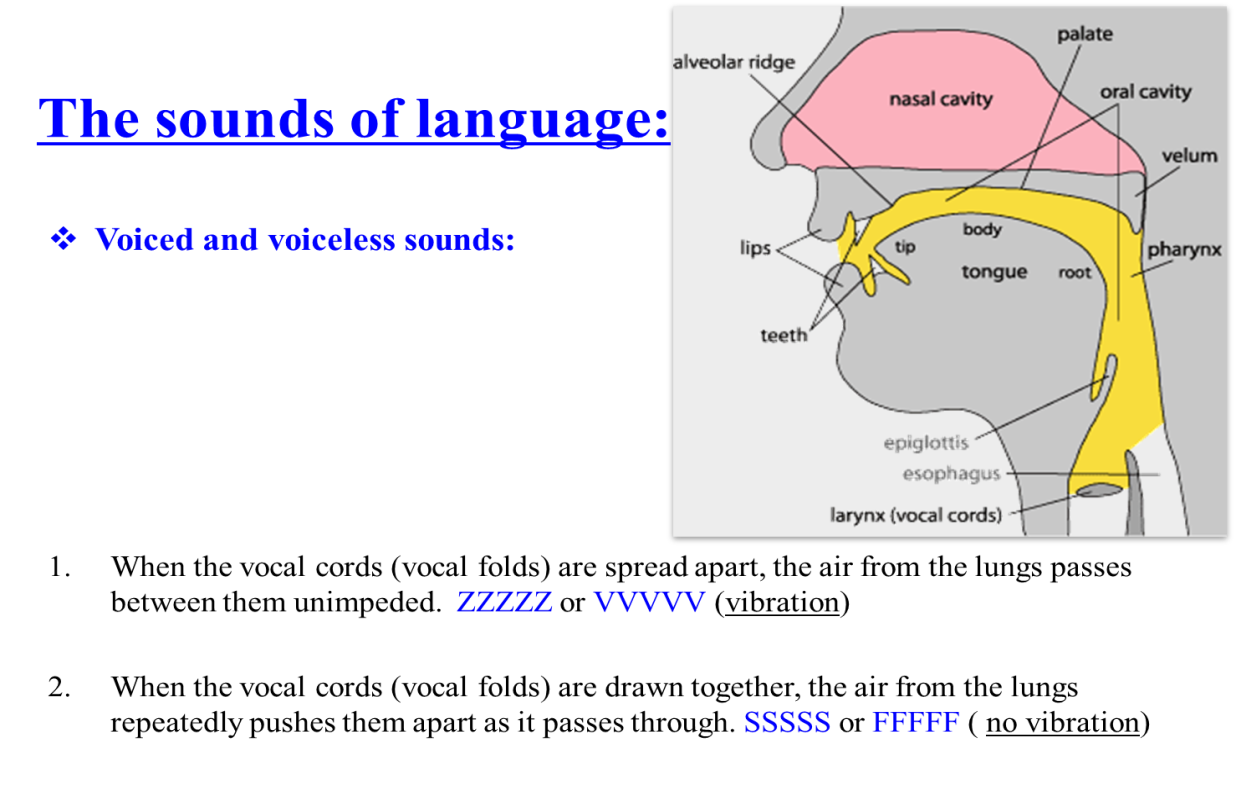 The sounds of language:
❖ Voiced and voiceless sounds:
palate
alveolar ridge
oral cavity
nasal cavity
velum
body
lips
tip
pharynx
tongue
root
teeth
epiglottis
esophagus
larynx (vocal cords)
1. When the vocal cords (vocal folds) are spread apart, the air from the lungs passes
between them unimpeded. ZZZZZ or VVVVV (vibration)
2. When the vocal cords (vocal folds) are drawn together, the air from the lungs
repeatedly pushes them apart as it passes through. SSSSS or FFFFF ( no vibration)